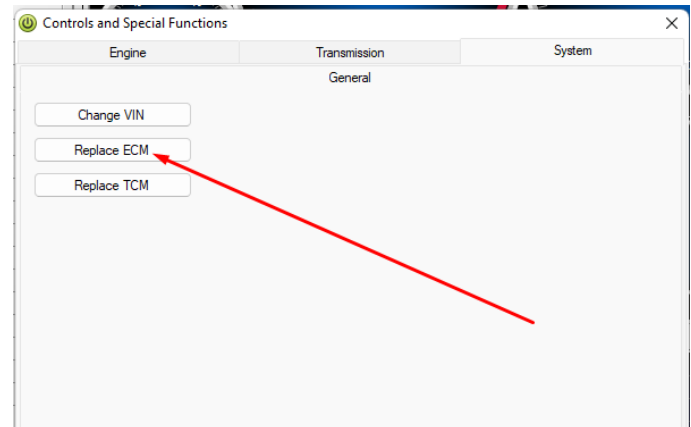 Controls and Special Functions
Engine Transmission System
General
Change VIN
Replace ECM
Replace TCM